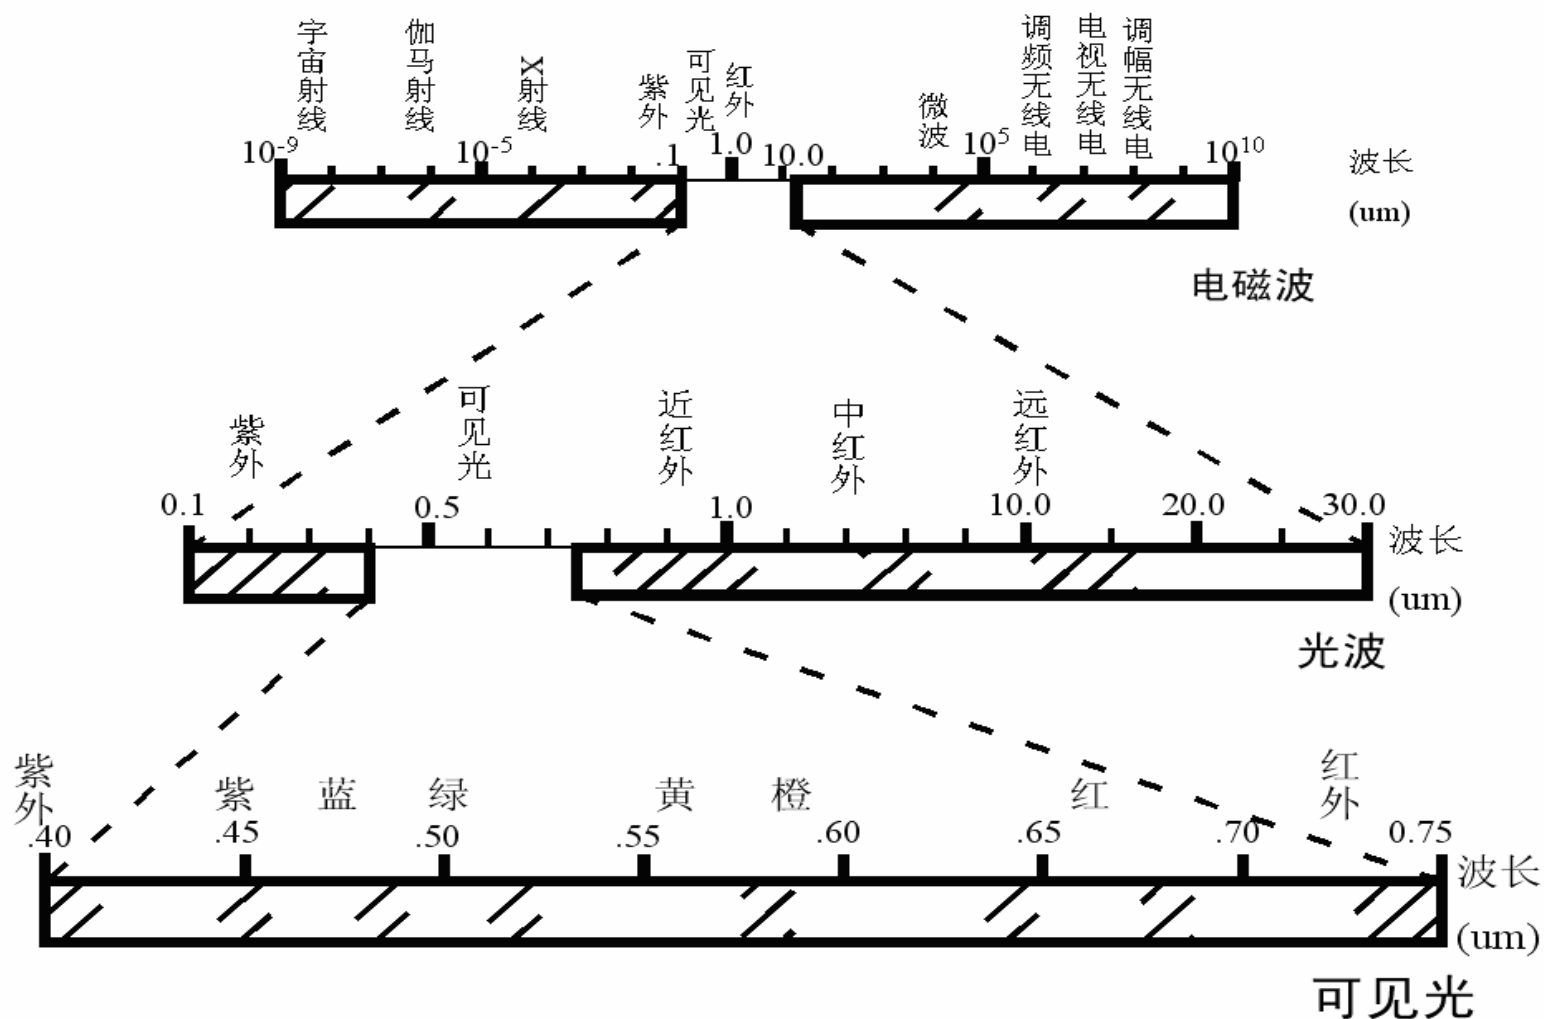 宇宙射线
伽马射线
X射线
紫外
可见光
红外
微波
调频无线电
电视无线电
调幅无线电
10-9
10-5
.1
1.0
10.0
105
1010
波长
(um)
电磁波
紫外
可见光
近红外
中红外
远红外
0.1
0.5
1.0
10.0
20.0
30.0
波长
(um)
光波
紫外
紫
蓝
绿
黄
橙
红
红外
.40
.45
.50
.55
.60
.65
.70
0.75
波长
(um)
可见光